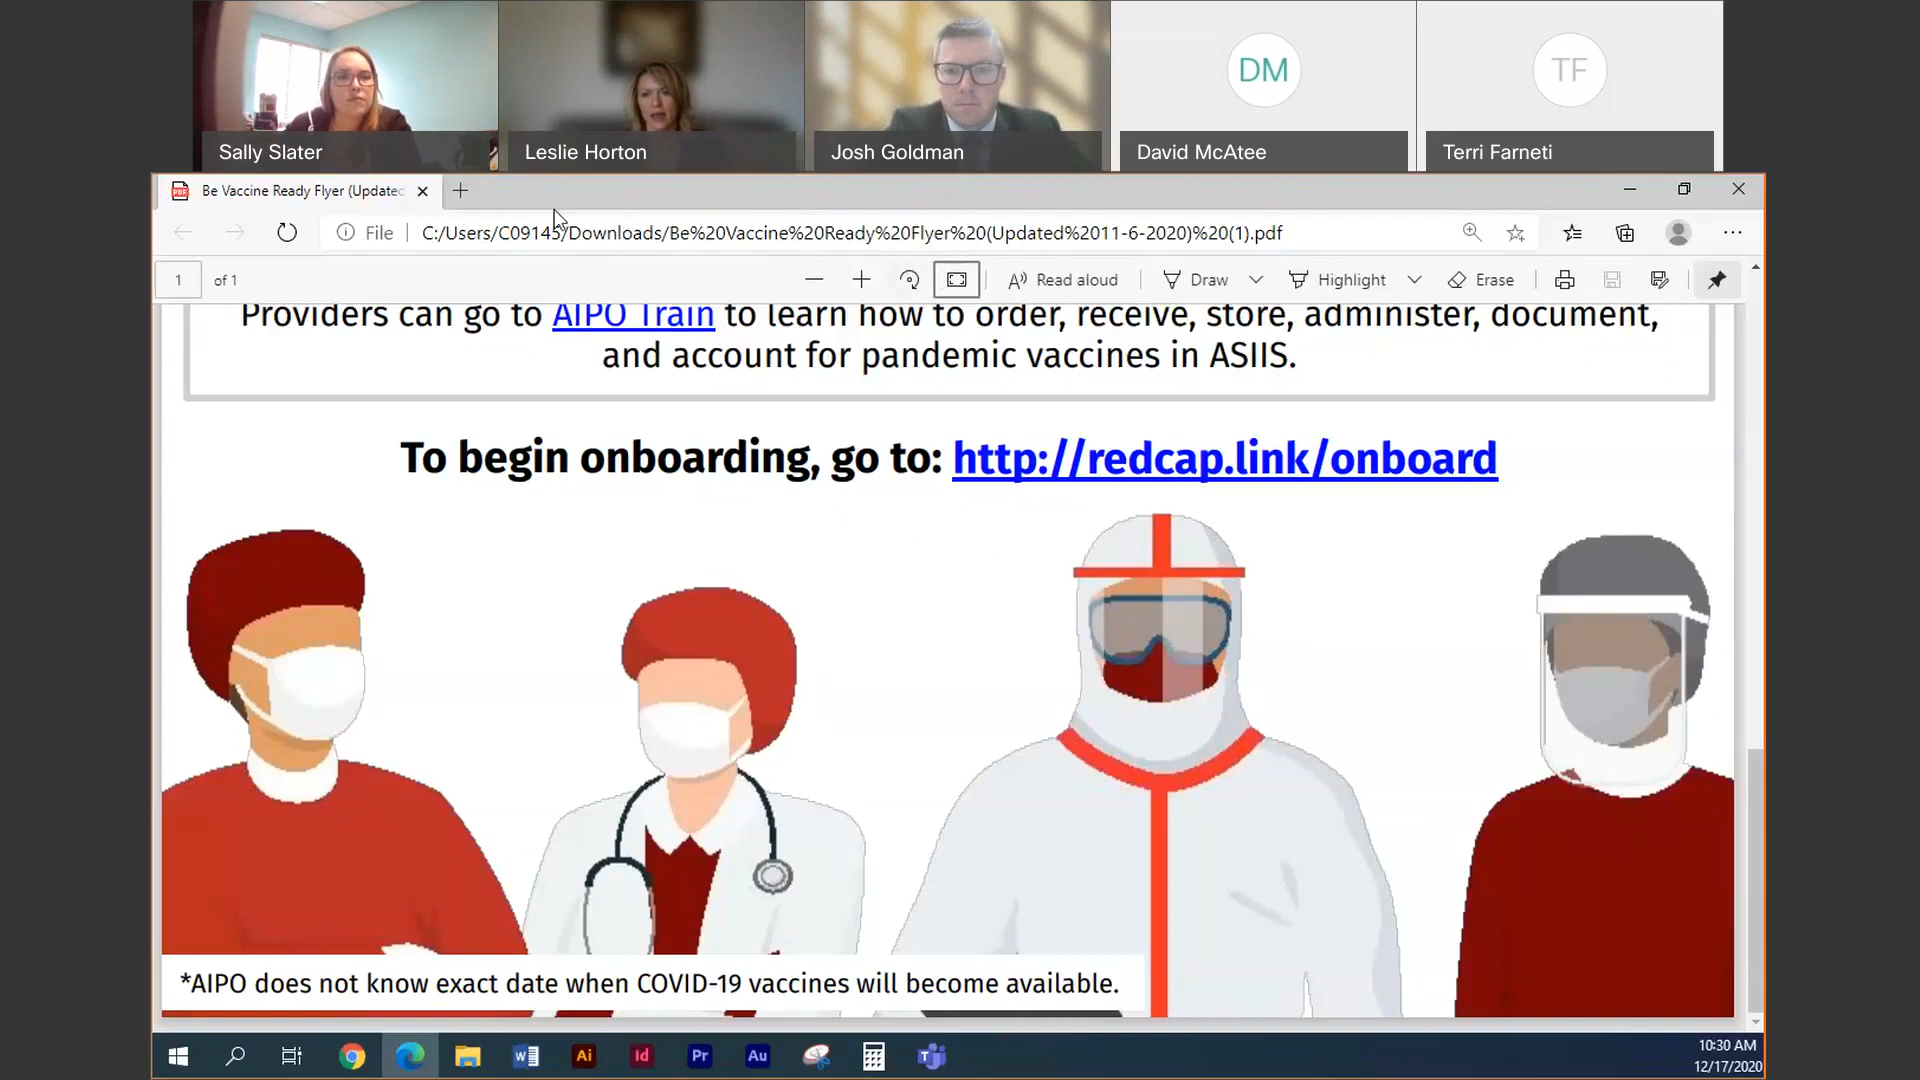 DM
TF
Sally Slater
Leslie Horton
Josh Goldman
David McAtee
Terri Farneti
PDF
Be Vaccine Ready Flyer (Updated
File
C:/Users/C09145/Downloads/Be%20Vaccine%20Ready%20Flyer%20(Updated%2011-6-2020)%20(1).pdf
1 of 1
Read aloud
Draw
Highlight
Erase
Providers can go to AIPO Train to learn how to order, receive, store, administer, document,
and account for pandemic vaccines in ASIIS.
To begin onboarding, go to: http://redcap.link/onboard
*AIPO does not know exact date when COVID-19 vaccines will become available.
Ai
Id
Pr
Au
10:30 AM
12/17/2020